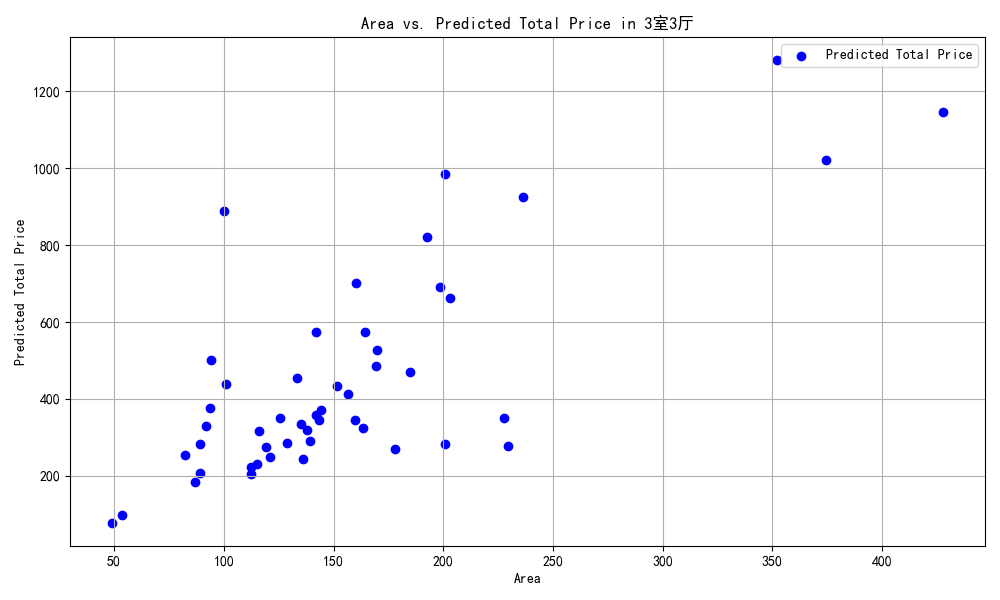 Area vs. Predicted Total Price in 3室3厅
Predicted Total Price
Predicted Total Price
1200
1000
800
600
400
200
50 100 150 200 250 300 350 400
Area